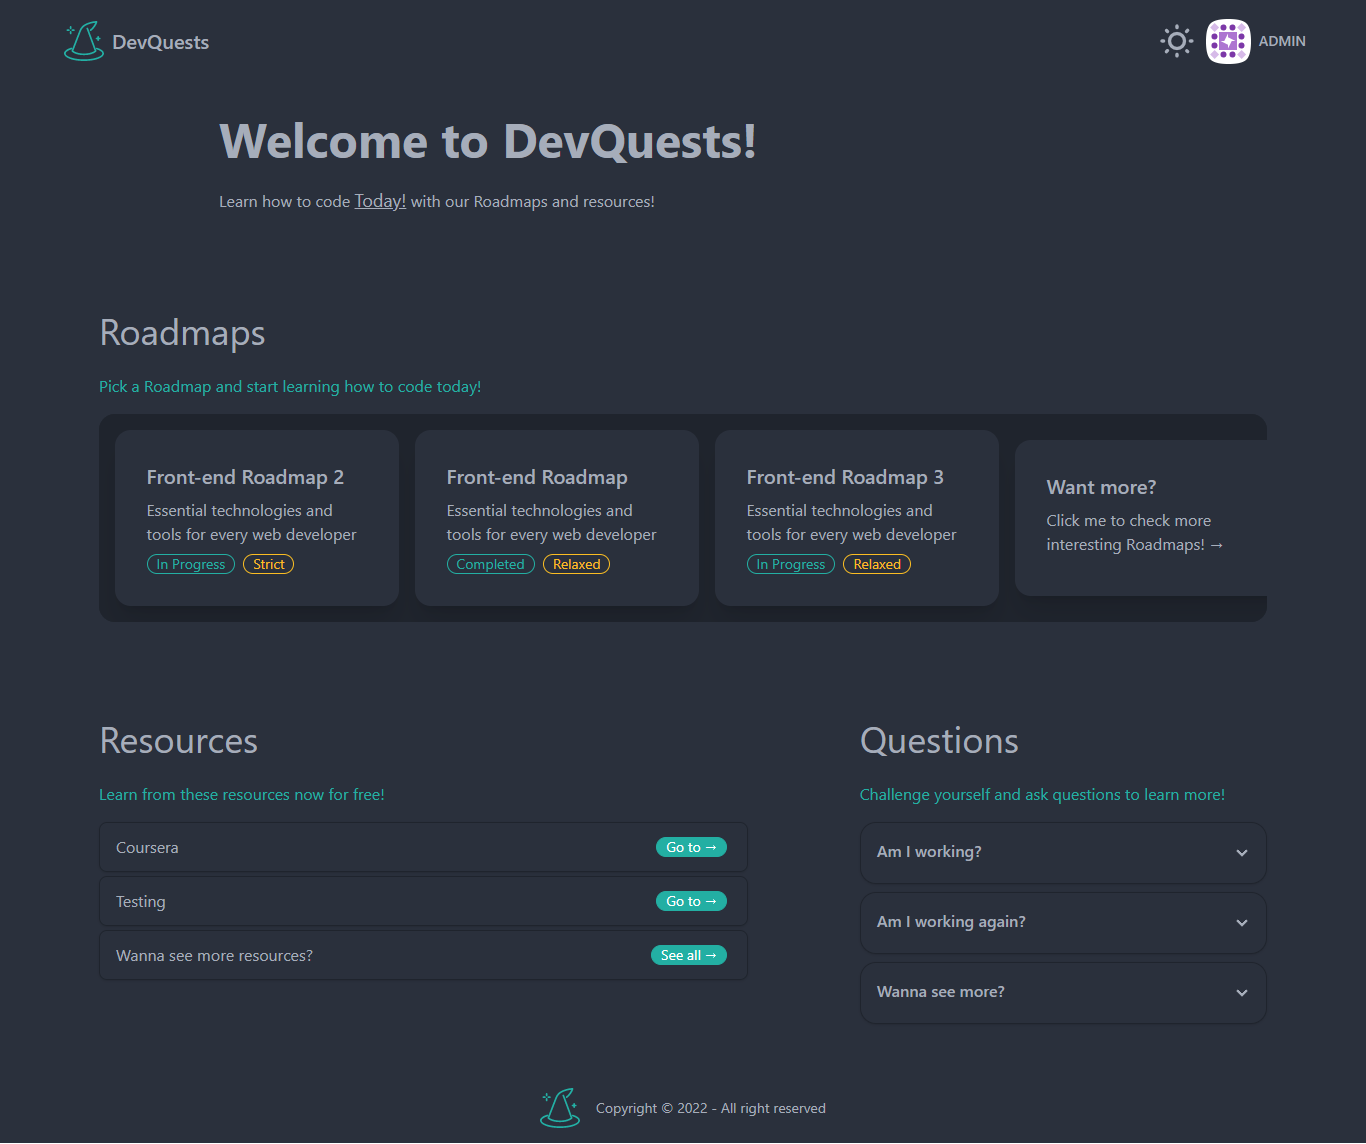 DevQuests
ADMIN
Welcome to DevQuests!
Learn how to code Today! with our Roadmaps and resources!
Roadmaps
Pick a Roadmap and start learning how to code today!
Front-end Roadmap 2
Essential technologies and
tools for every web developer
In Progress Strict
Front-end Roadmap
Essential technologies and
tools for every web developer
Completed Relaxed
Front-end Roadmap 3
Essential technologies and
tools for every web developer
In Progress Relaxed
Want more?
Click me to check more
interesting Roadmaps! →
Resources
Learn from these resources now for free!
Coursera Go to →
Testing Go to →
Wanna see more resources? See all →
Questions
Challenge yourself and ask questions to learn more!
Am I working?
Am I working again?
Wanna see more?
Copyright © 2022 - All right reserved